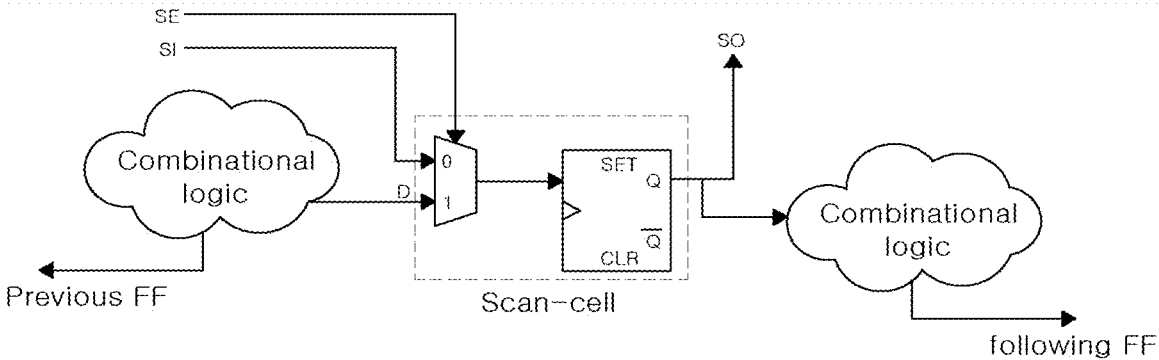 SE
SI
SO
Combinational
logic
D
0
1
SET
Q
Q
CLR
Scan-cell
Previous FF
Combinational
logic
following FF